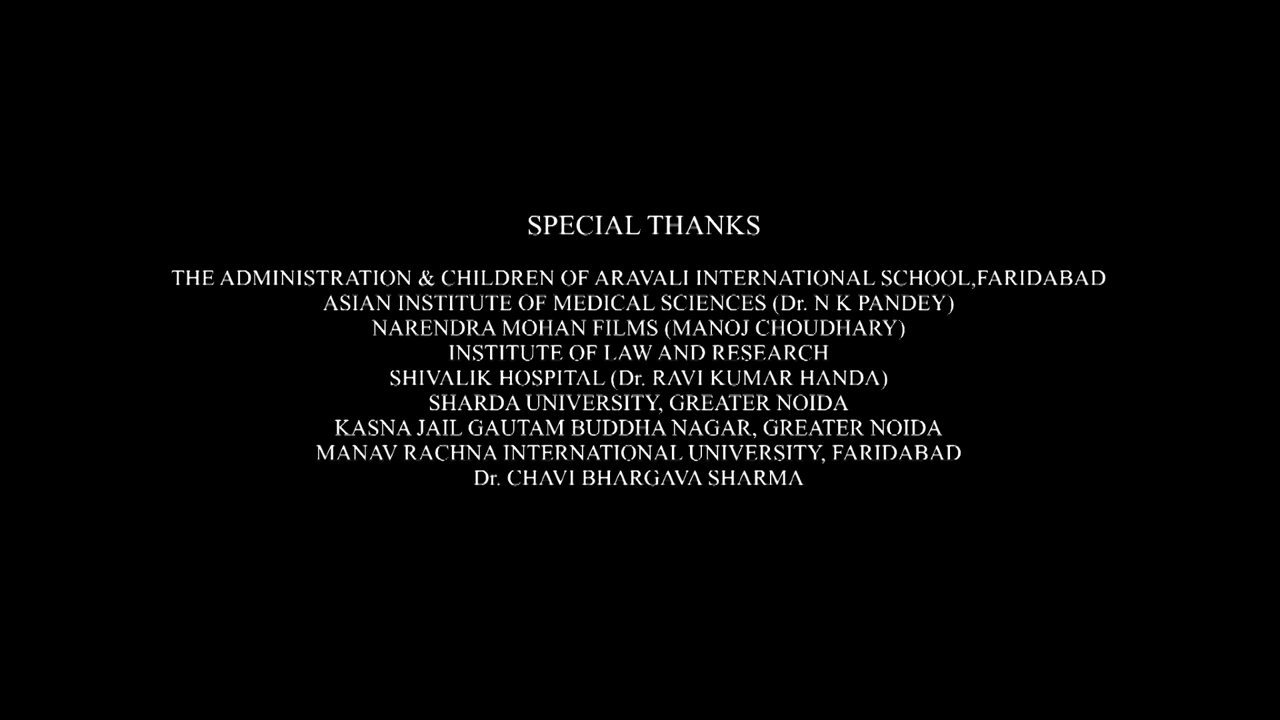 SPECIAL THANKS
THE ADMINISTRATION & CHILDREN OF ARAVALI INTERNATIONAL SCHOOL,FARIDABAD
ASIAN INSTITUTE OF MEDICAL SCIENCES (Dr. N K PANDEY)
NARENDRA MOHAN FILMS (MANOJ CHOUDHARY)
INSTITUTE OF LAW AND RESEARCH
SHIVALIK HOSPITAL (Dr. RAVI KUMAR HANDA)
SHARDA UNIVERSITY, GREATER NOIDA
KASNA JAIL GAUTAM BUDDHA NAGAR, GREATER NOIDA
MANAV RACHNA INTERNATIONAL UNIVERSITY, FARIDABAD
Dr. CHAVI BHARGAVA SHARMA